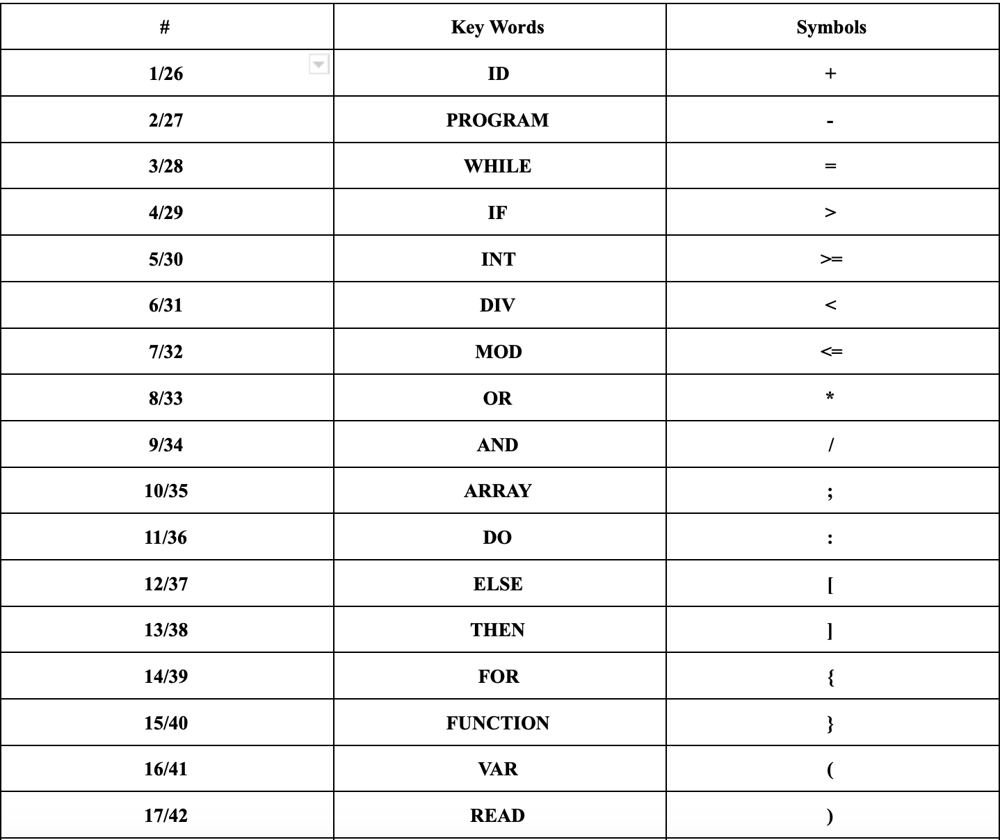 # Key Words Symbols
1/26 ID +
2/27 PROGRAM -
3/28 WHILE =
4/29 IF >
5/30 INT >=
6/31 DIV <
7/32 MOD <=
8/33 OR *
9/34 AND /
10/35 ARRAY ;
11/36 DO :
12/37 ELSE [
13/38 THEN ]
14/39 FOR {
15/40 FUNCTION }
16/41 VAR (
17/42 READ )